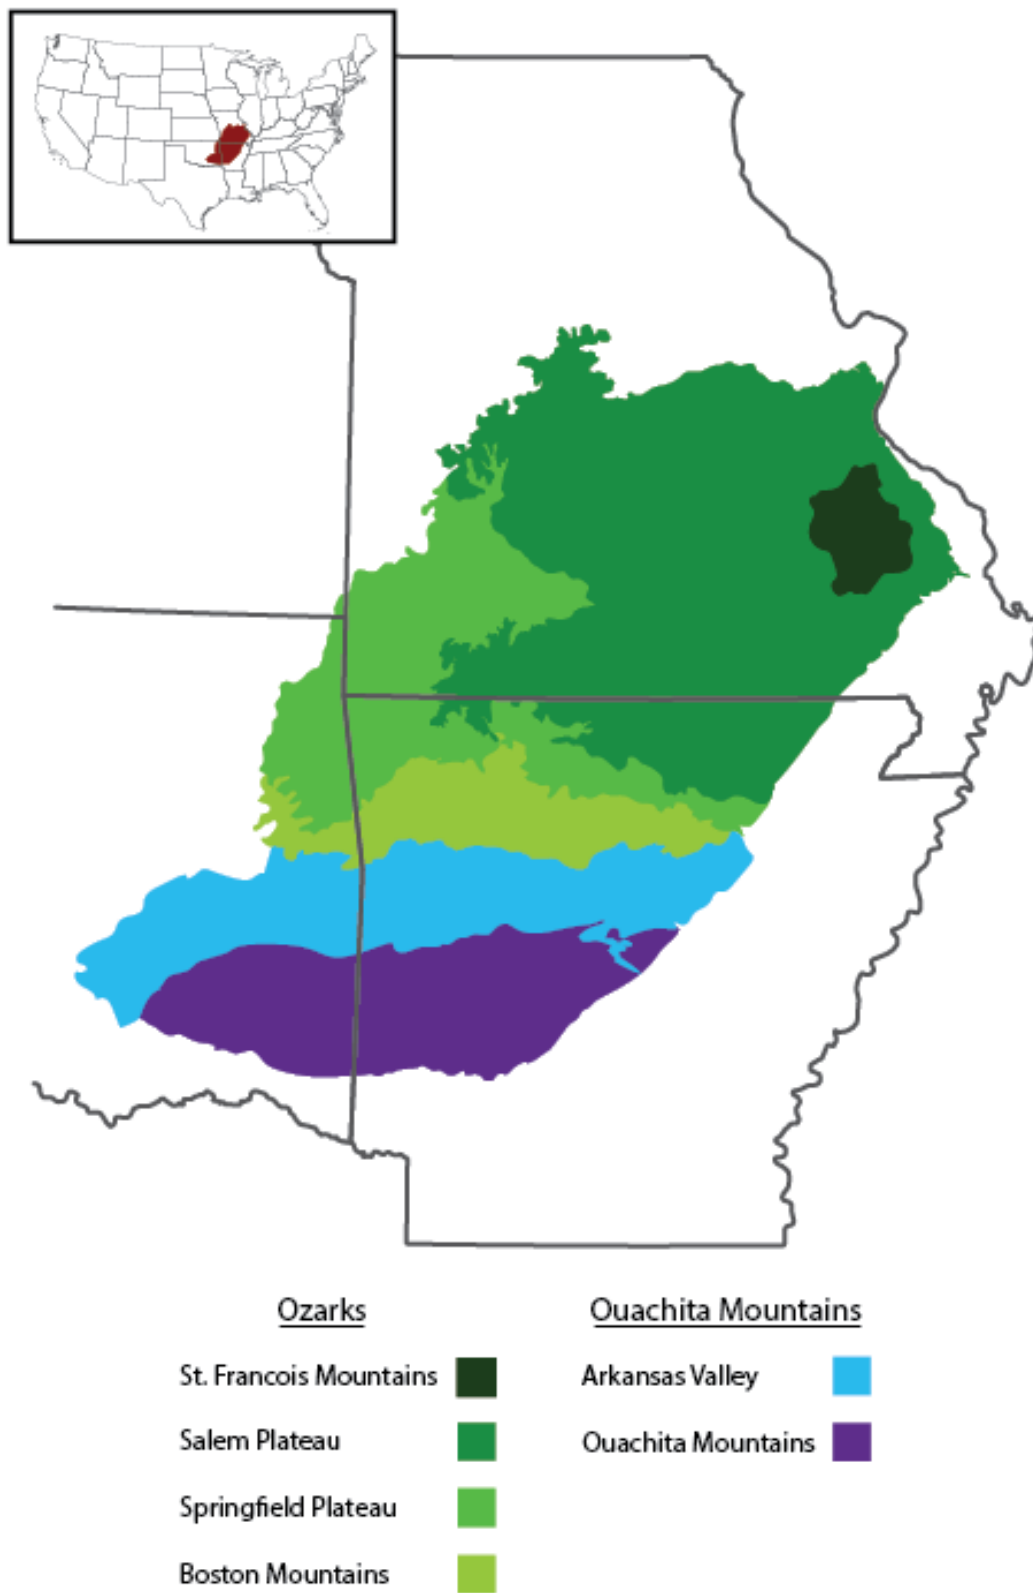 Ozarks
St. Francois Mountains
Salem Plateau
Springfield Plateau
Boston Mountains
Ouachita Mountains
Arkansas Valley
Ouachita Mountains